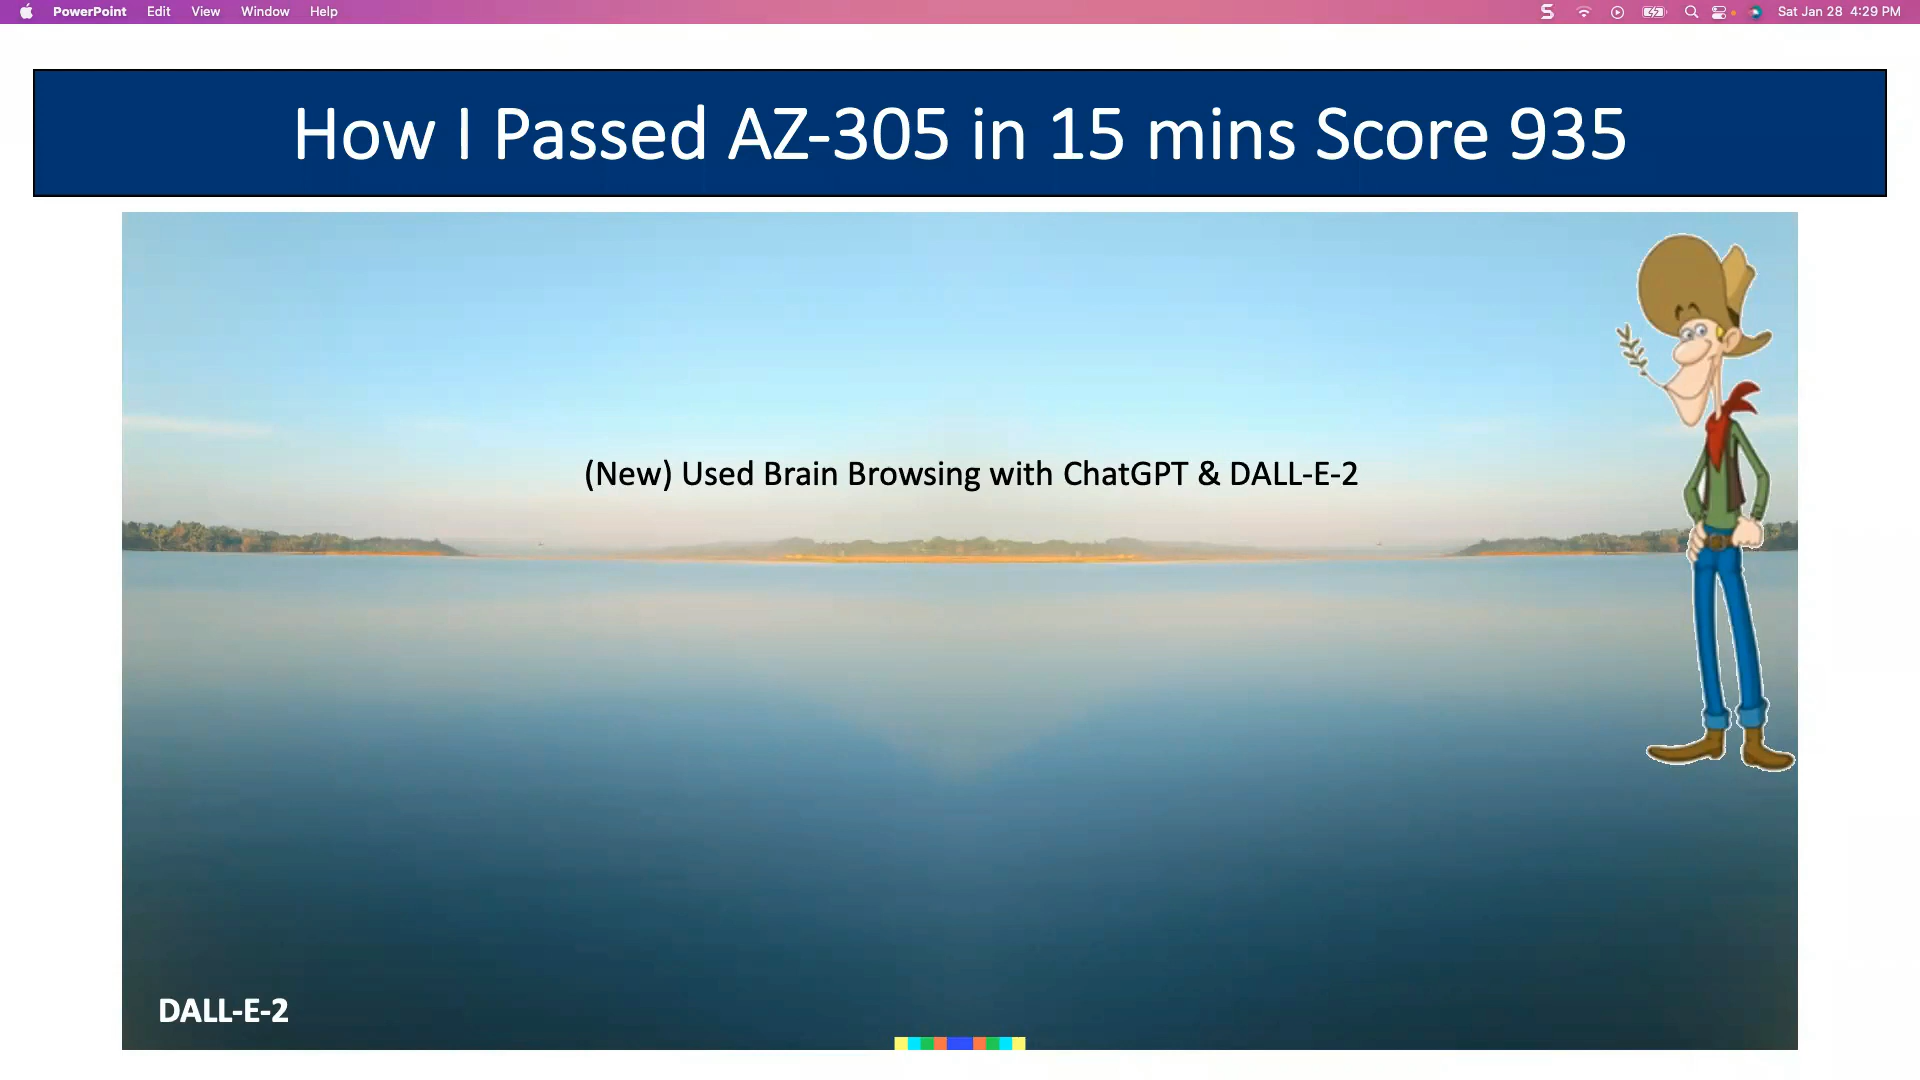 PowerPoint Edit View Window Help Sat Jan 28 4:29 PM
How I Passed AZ-305 in 15 mins Score 935
(New) Used Brain Browsing with ChatGPT & DALL-E-2
DALL-E-2